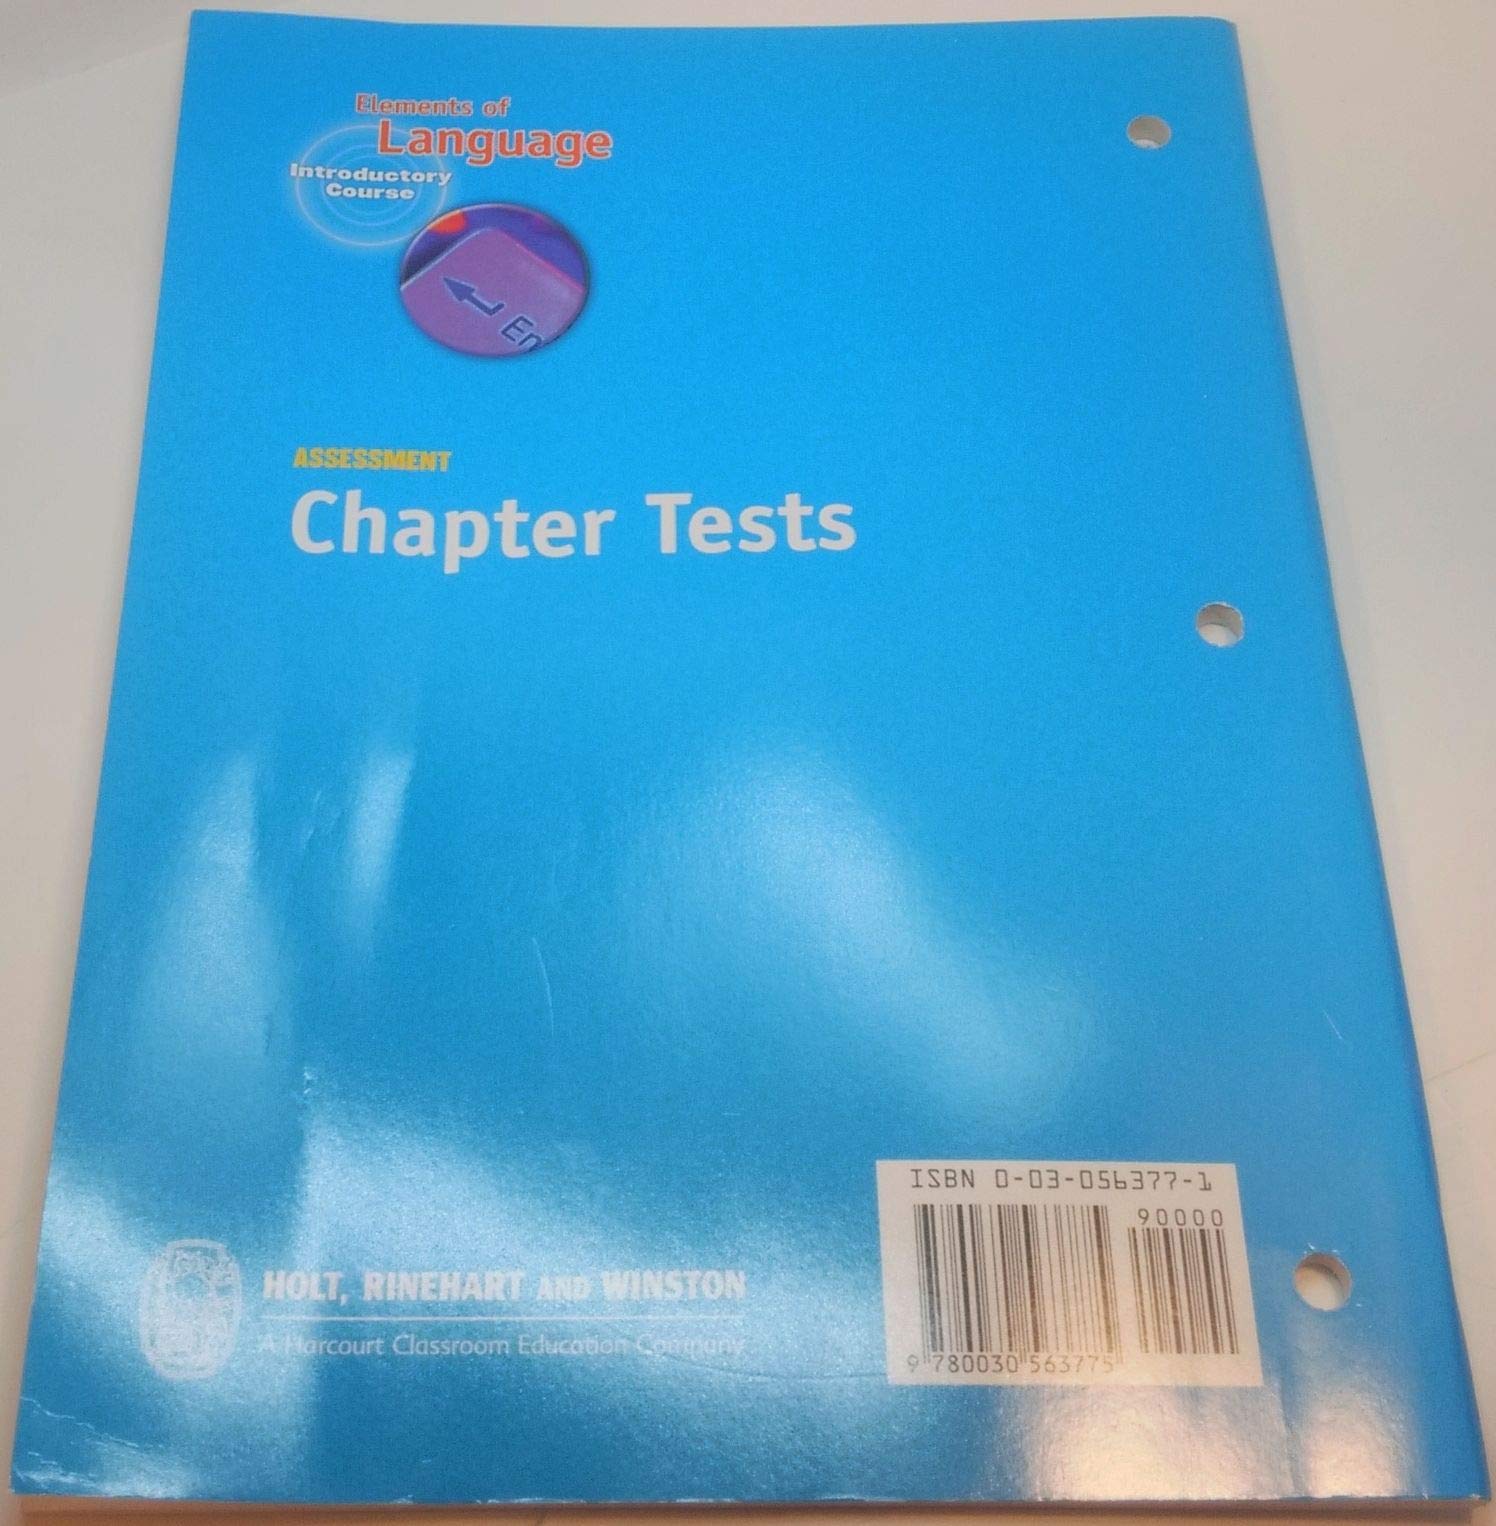 Elements of
Language
Introductory
Course
En
ASSESSMENT
Chapter Tests
ISBN 0-03-056377-1
90000
9 780030 563775
HOLT, RINEHART AND WINSTON
A Harcourt Classroom Education Company